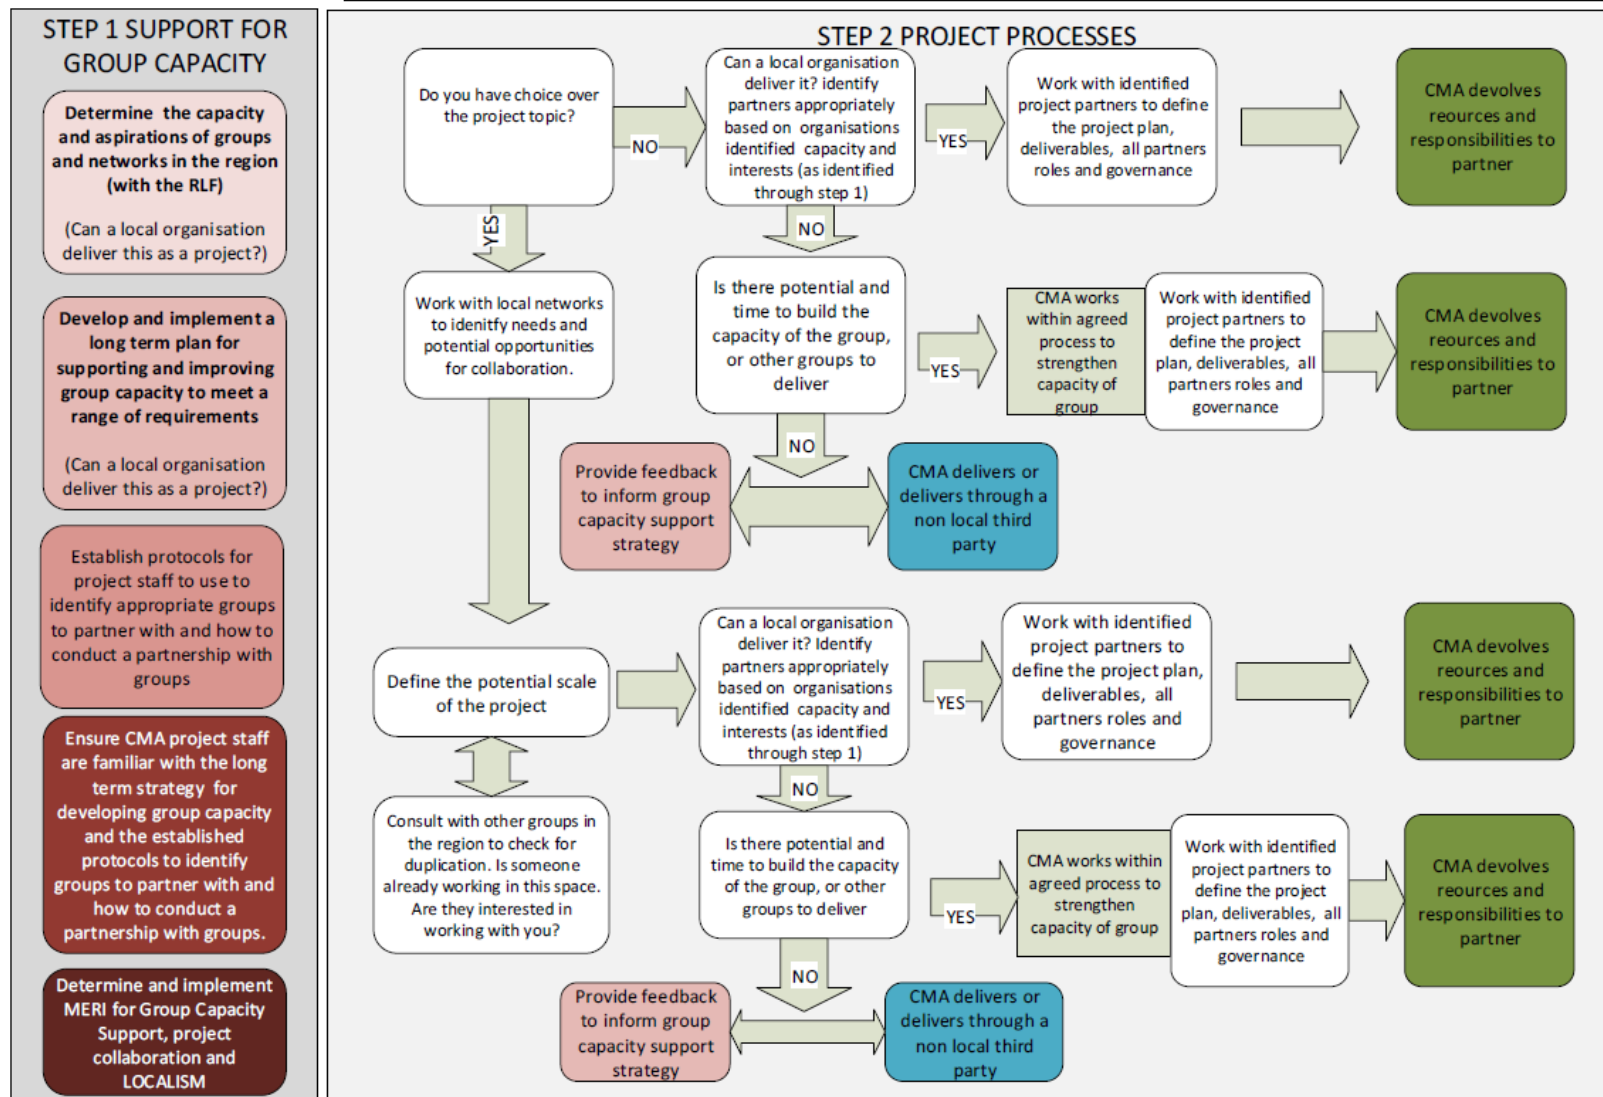 STEP 1 SUPPORT FOR
GROUP CAPACITY
Determine the capacity
and aspirations of groups
and networks in the region
(with the RLF)
(Can a local organisation
deliver this as a project?)
Develop and implement a
long term plan for
supporting and improving
group capacity to meet a
range of requirements
(Can a local organisation
deliver this as a project?)
Establish protocols for
project staff to use to
identify appropriate groups
to partner with and how to
conduct a partnership with
groups
Ensure CMA project staff
are familiar with the long
term strategy for
developing group capacity
and the established
protocols to identify
groups to partner with and
how to conduct a
partnership with groups.
Determine and implement
MERI for Group Capacity
Support, project
collaboration and
LOCALISM
STEP 2 PROJECT PROCESSES
Do you have choice over
the project topic?
NO
Can a local organisation
deliver it? identify
partners appropriately
based on organisations
identified capacity and
interests (as identified
through step 1)
YES
Work with identified
project partners to define
the project plan,
deliverables, all partners
roles and governance
CMA devolves
reources and
responsibilities to
partner
YES
NO
Work with local networks
to idenitfy needs and
potential opportunities
for collaboration.
Is there potential and
time to build the
capacity of the group,
or other groups to
deliver
YES
CMA works
within agreed
process to
strengthen
capacity of
group
Work with identified
project partners to
define the project
plan, deliverables, all
partners roles and
governance
CMA devolves
reources and
responsibilities to
partner
NO
Provide feedback
to inform group
capacity support
strategy
CMA delivers or
delivers through a
non local third
party
Define the potential scale
of the project
Can a local organisation
deliver it? Identify
partners appropriately
based on organisations
identified capacity and
interests (as identified
through step 1)
YES
Work with identified
project partners to
define the project plan,
deliverables, all
partners roles and
governance
CMA devolves
reources and
responsibilities to
partner
NO
Consult with other groups in
the region to check for
duplication. Is someone
already working in this space.
Are they interested in
working with you?
Is there potential and
time to build the capacity
of the group, or other
groups to deliver
YES
CMA works within
agreed process to
strengthen
capacity of group
Work with identified
project partners to
define the project
plan, deliverables, all
partners roles and
governance
CMA devolves
reources and
responsibilities to
partner
NO
Provide feedback
to inform group
capacity support
strategy
CMA delivers or
delivers through a
non local third
party